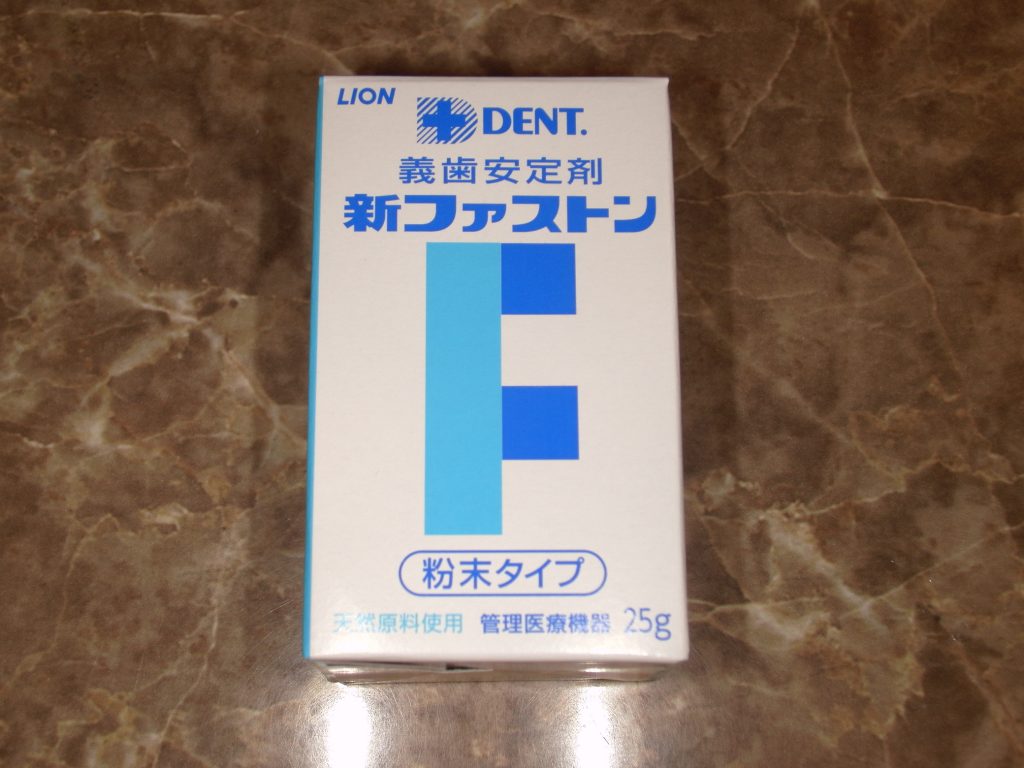 LION
DENT.
義歯安定剤
新ファストン
粉末タイプ
天然原料使用 管理医療機器 25g